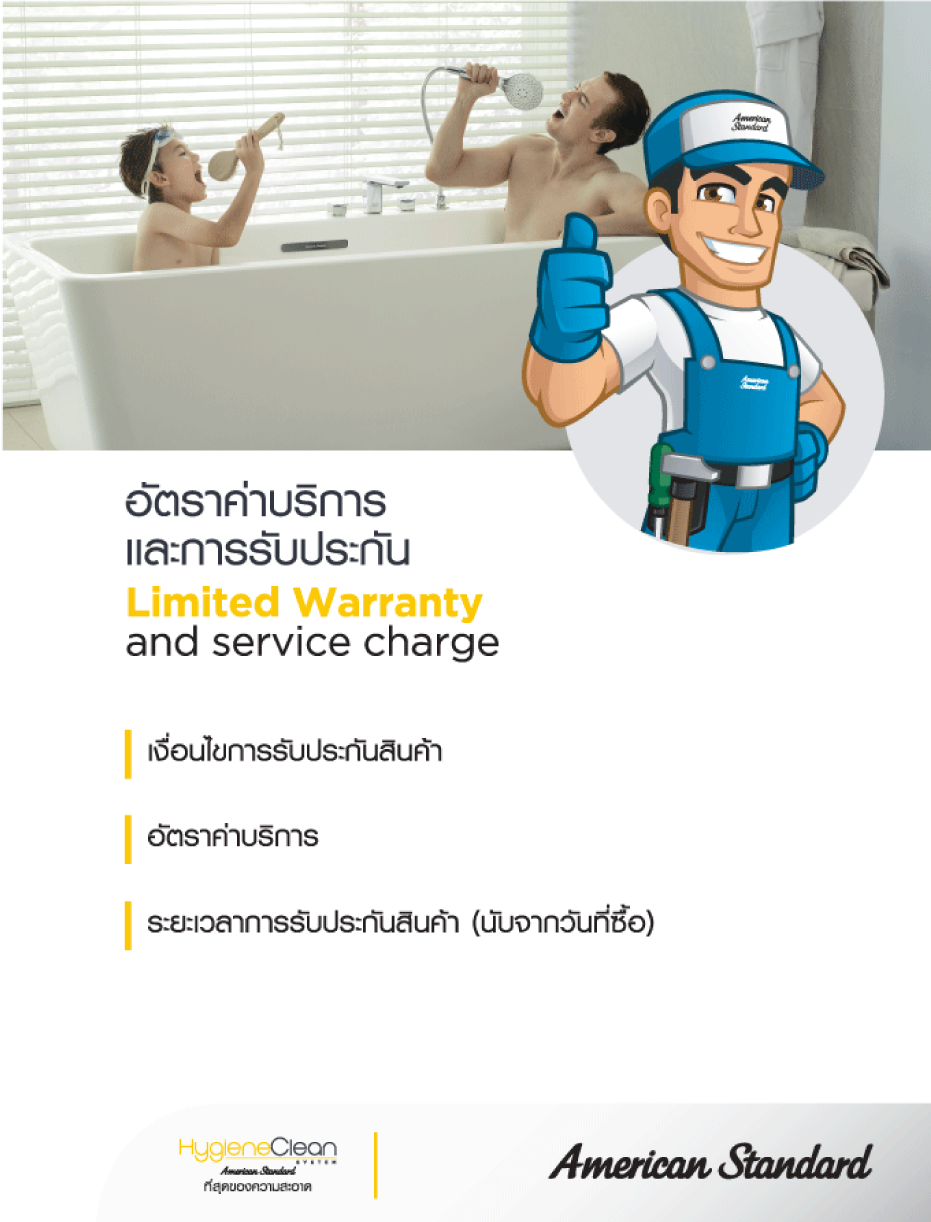 American
Standard
American
Standard
อัตราค่าบริการ
และการรับประกัน
Limited Warranty
and service charge
เงื่อนไขการรับประกันสินค้า
อัตราค่าบริการ
ระยะเวลาการรับประกันสินค้า (นับจากวันที่ซื้อ)
HygieneClean
SYSTEM
American Standard
ที่สุดของความสะอาด
American Standard